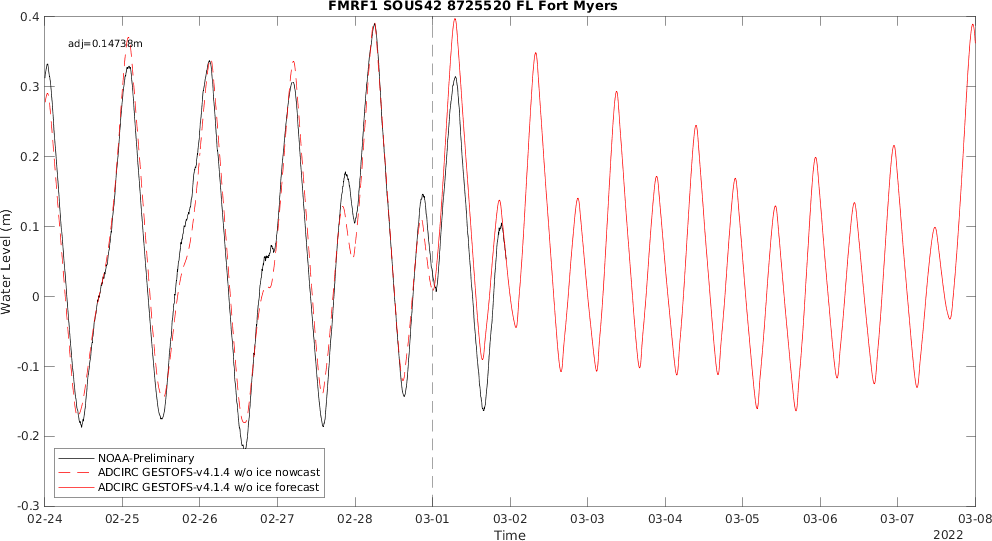 FMRF1 SOUS42 8725520 FL Fort Myers
0.4
adj=0.14738m
0.3
0.2
0.1
0
-0.1
-0.2
-0.3
Water Level (m)
NOAA-Preliminary
ADCIRC GESTOFS-v4.1.4 w/o ice nowcast
ADCIRC GESTOFS-v4.1.4 w/o ice forecast
02-24 02-25 02-26 02-27 02-28 03-01 03-02 03-03 03-04 03-05 03-06 03-07 03-08
Time
2022